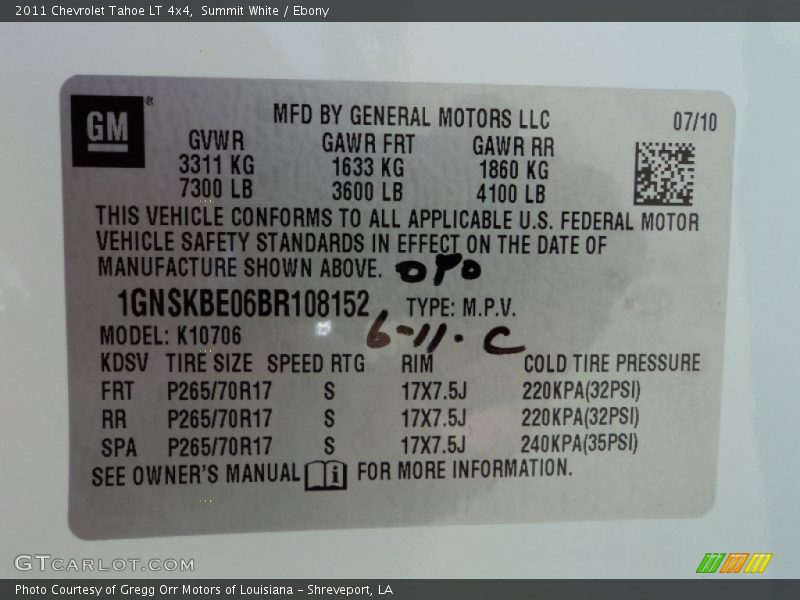 2011 Chevrolet Tahoe LT 4x4, Summit White / Ebony
GM®
MFD BY GENERAL MOTORS LLC 07/10
GVWR GAWR FRT GAWR RR
3311 KG 1633 KG 1860 KG
7300 LB 3600 LB 4100 LB
THIS VEHICLE CONFORMS TO ALL APPLICABLE U.S. FEDERAL MOTOR
VEHICLE SAFETY STANDARDS IN EFFECT ON THE DATE OF
MANUFACTURE SHOWN ABOVE.
1GNSKBE06BR108152 TYPE: M.P.V.
MODEL: K10706 6-11. C
KDSV TIRE SIZE SPEED RTG RIM COLD TIRE PRESSURE
FRT P265/70R17 S 17X7.5J 220KPA(32PSI)
RR P265/70R17 S 17X7.5J 220KPA(32PSI)
SPA P265/70R17 S 17X7.5J 240KPA(35PSI)
SEE OWNER'S MANUAL i FOR MORE INFORMATION.
GTCARLOT.COM
Photo Courtesy of Gregg Orr Motors of Louisiana - Shreveport, LA